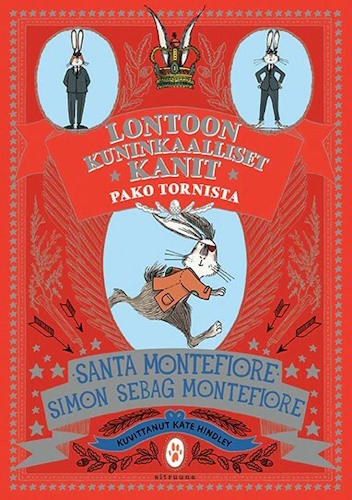 LONTOON
KUNINKAALLISET
KANIT
PAKO TORNISTA
SANTA MONTEFIORE
SIMON SEBAG MONTEFIORE
KUVITTANUT KATE HINDLEY
sitruuna